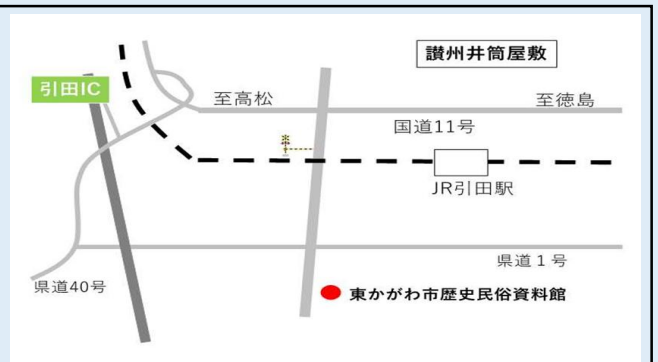 讃州井筒屋敷
引田IC
至高松
至徳島
国道11号
JR引田駅
県道１号
県道40号
東かがわ市歴史民俗資料館